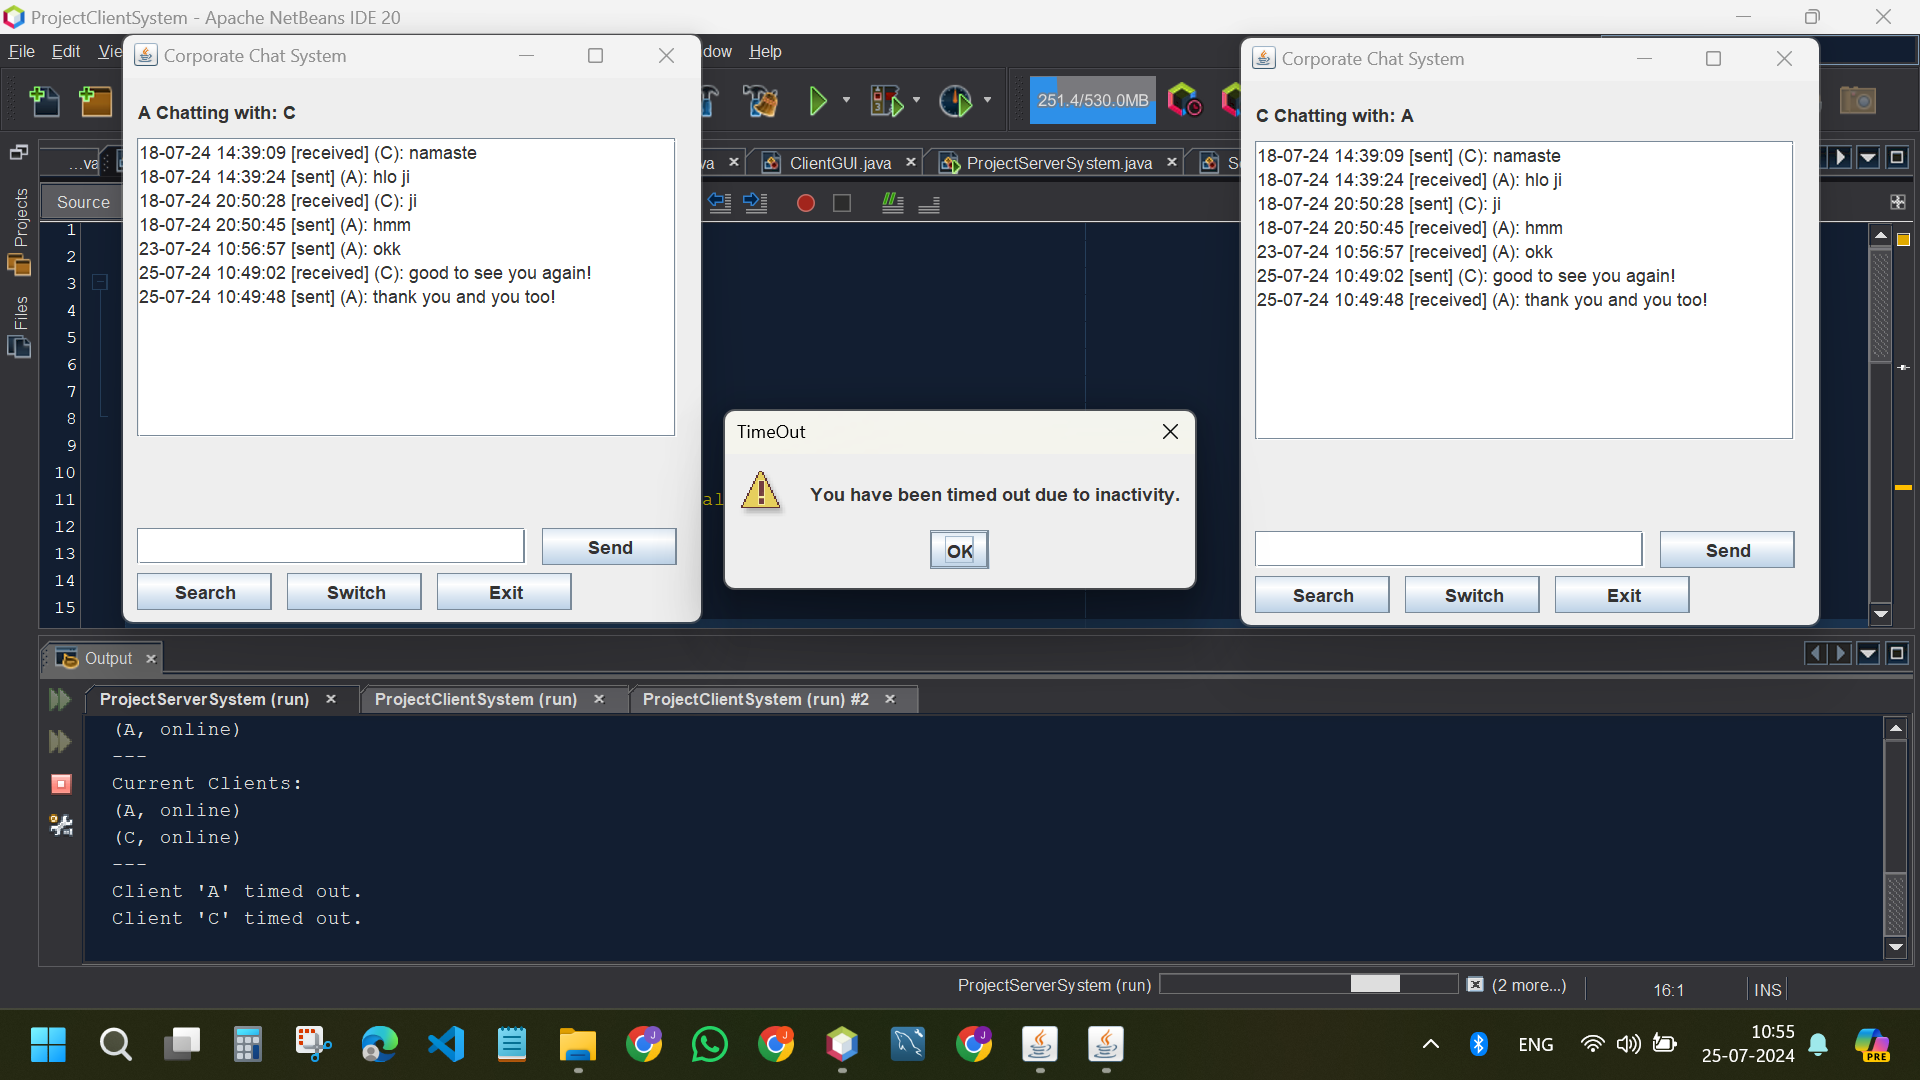 ProjectClientSystem - Apache NetBeans IDE 20
File Edit Vie
dow Help
251.4/530.0MB
Corporate Chat System
A Chatting with: C
18-07-24 14:39:09 [received] (C): namaste
18-07-24 14:39:24 [sent] (A): hlo ji
18-07-24 20:50:28 [received] (C): ji
18-07-24 20:50:45 [sent] (A): hmm
23-07-24 10:56:57 [sent] (A): okk
25-07-24 10:49:02 [received] (C): good to see you again!
25-07-24 10:49:48 [sent] (A): thank you and you too!
Send
Search Switch Exit
Corporate Chat System
C Chatting with: A
18-07-24 14:39:09 [sent] (C): namaste
18-07-24 14:39:24 [received] (A): hlo ji
18-07-24 20:50:28 [sent] (C): ji
18-07-24 20:50:45 [received] (A): hmm
23-07-24 10:56:57 [received] (A): okk
25-07-24 10:49:02 [sent] (C): good to see you again!
25-07-24 10:49:48 [received] (A): thank you and you too!
Send
Search Switch Exit
...va
va
ClientGUI.java
ProjectServerSystem.java
S
Source
Projects
Files
1
2
3
4
5
6
7
8
9
10
11
al
12
13
14
15
TimeOut
You have been timed out due to inactivity.
OK
Output
ProjectServerSystem (run) ProjectClientSystem (run) ProjectClientSystem (run) #2
(A, online)
---
Current Clients:
(A, online)
(C, online)
---
Client 'A' timed out.
Client 'C' timed out.
ProjectServerSystem (run) (2 more...) 16:1 INS
ENG
10:55
25-07-2024
PRE